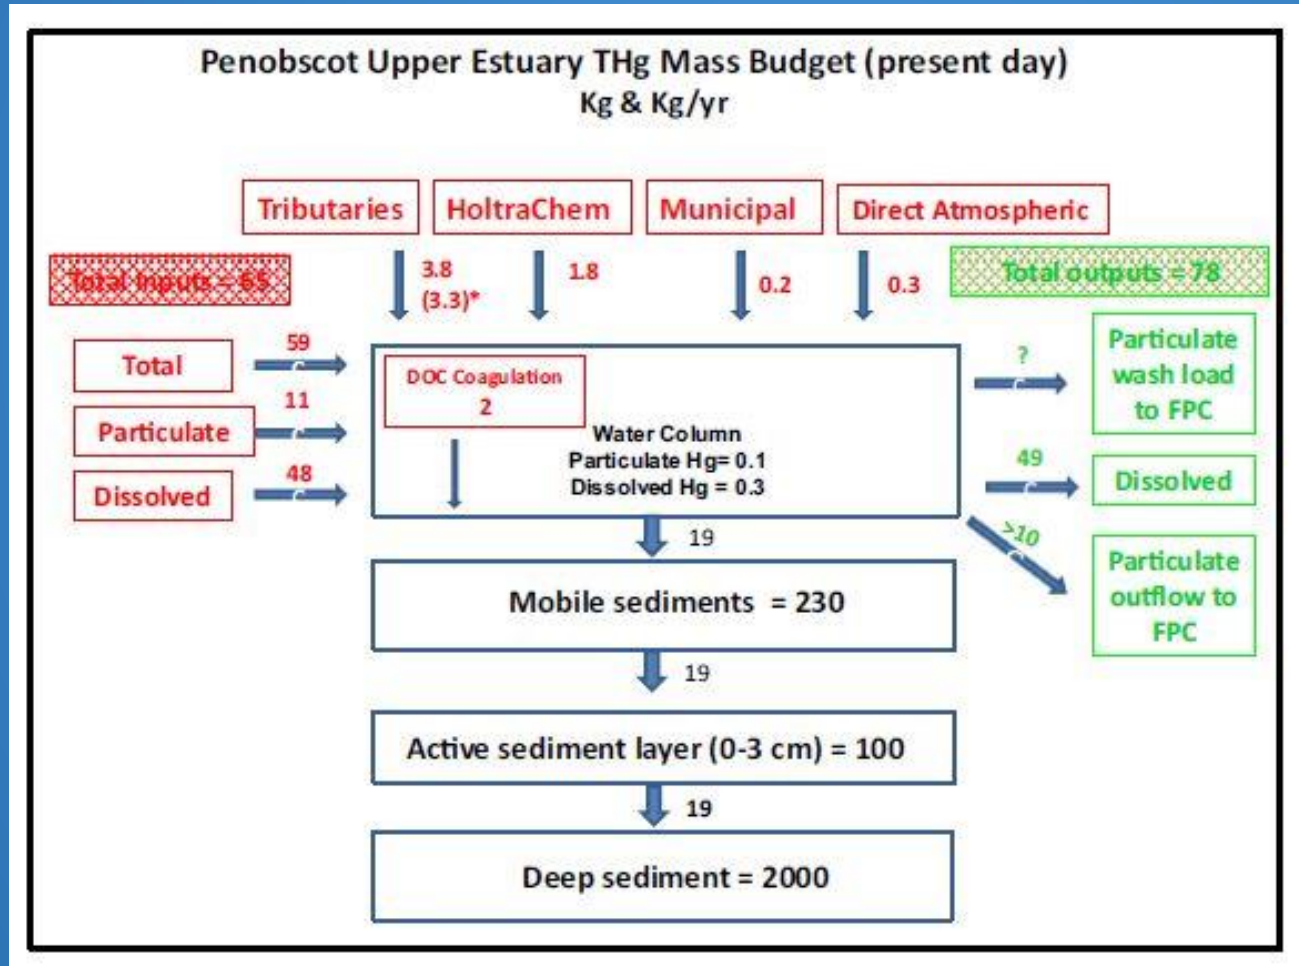 Penobscot Upper Estuary THg Mass Budget (present day)
Kg & Kg/yr
Tributaries
HoltraChem
Municipal
Direct Atmospheric
Total Inputs = 65
3.8
(3.3)*
1.8
0.2
0.3
Total outputs = 78
Total
59
Particulate
11
Dissolved
48
DOC Coagulation
2
Water Column
Particulate Hg= 0.1
Dissolved Hg = 0.3
?
Particulate
wash load
to FPC
49
Dissolved
>10
Particulate
outflow to
FPC
19
Mobile sediments = 230
19
Active sediment layer (0-3 cm) = 100
19
Deep sediment = 2000